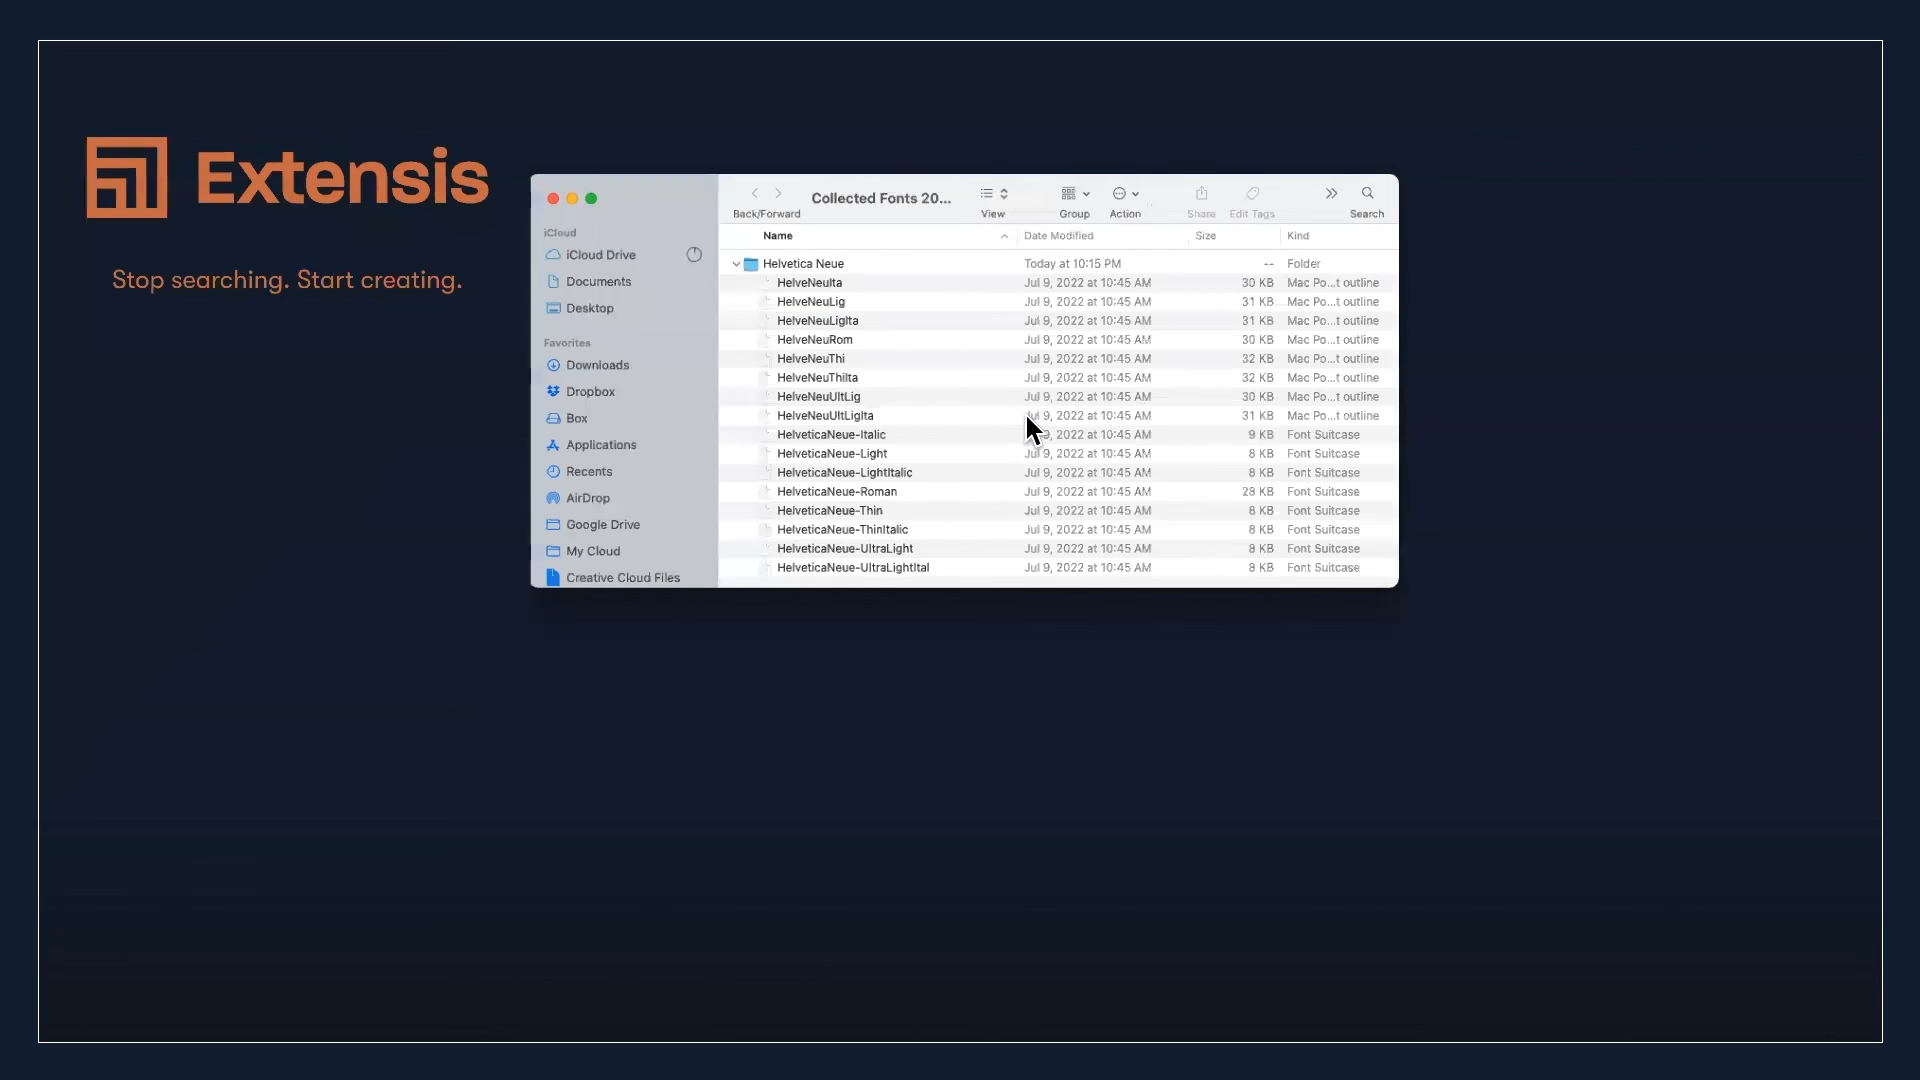 Extensis
Stop searching. Start creating.
Collected Fonts 20...
Back/Forward View Group Action Share Edit Tags Search
iCloud
iCloud Drive
Documents
Desktop
Favorites
Downloads
Dropbox
Box
Applications
Recents
AirDrop
Google Drive
My Cloud
Creative Cloud Files
Name Date Modified Size Kind
Helvetica Neue Today at 10:15 PM -- Folder
HelveNeuIta Jul 9, 2022 at 10:45 AM 30 KB Mac Po...t outline
HelveNeuLig Jul 9, 2022 at 10:45 AM 31 KB Mac Po...t outline
HelveNeuLigIta Jul 9, 2022 at 10:45 AM 31 KB Mac Po...t outline
HelveNeuRom Jul 9, 2022 at 10:45 AM 30 KB Mac Po...t outline
HelveNeuThi Jul 9, 2022 at 10:45 AM 32 KB Mac Po...t outline
HelveNeuThiIta Jul 9, 2022 at 10:45 AM 32 KB Mac Po...t outline
HelveNeuUltLig Jul 9, 2022 at 10:45 AM 30 KB Mac Po...t outline
HelveNeuUltLigIta Jul 9, 2022 at 10:45 AM 31 KB Mac Po...t outline
HelveticaNeue-Italic , 2022 at 10:45 AM 9 KB Font Suitcase
HelveticaNeue-Light Jul 9, 2022 at 10:45 AM 8 KB Font Suitcase
HelveticaNeue-LightItalic Jul 9, 2022 at 10:45 AM 8 KB Font Suitcase
HelveticaNeue-Roman Jul 9, 2022 at 10:45 AM 28 KB Font Suitcase
HelveticaNeue-Thin Jul 9, 2022 at 10:45 AM 8 KB Font Suitcase
HelveticaNeue-ThinItalic Jul 9, 2022 at 10:45 AM 8 KB Font Suitcase
HelveticaNeue-UltraLight Jul 9, 2022 at 10:45 AM 8 KB Font Suitcase
HelveticaNeue-UltraLightItal Jul 9, 2022 at 10:45 AM 8 KB Font Suitcase